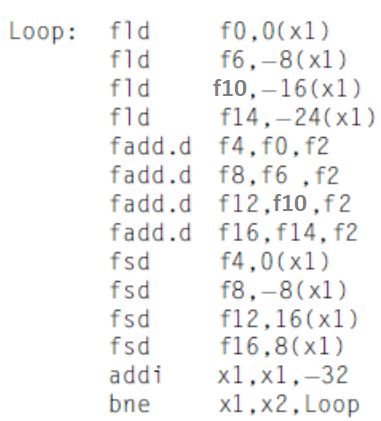 Loop: fld f0,0(x1)
fld f6,−8(x1)
fld f10,−16(x1)
fld f14,−24(x1)
fadd.d f4,f0,f2
fadd.d f8,f6 ,f2
fadd.d f12,f10,f2
fadd.d f16,f14,f2
fsd f4,0(x1)
fsd f8,−8(x1)
fsd f12,16(x1)
fsd f16,8(x1)
addi x1,x1,−32
bne x1,x2,Loop